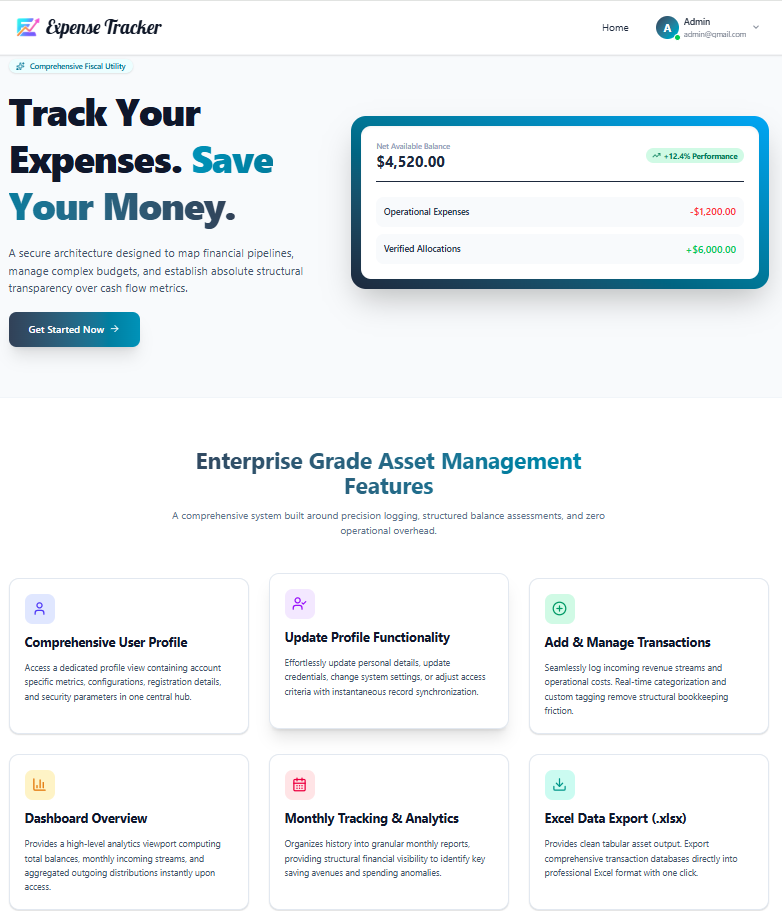 Expense Tracker
Home
A
Admin
admin@gmail.com
Comprehensive Fiscal Utility
Track Your
Expenses. Save
Your Money.
A secure architecture designed to map financial pipelines,
manage complex budgets, and establish absolute structural
transparency over cash flow metrics.
Get Started Now →
Net Available Balance
$4,520.00
+12.4% Performance
Operational Expenses
-$1,200.00
Verified Allocations
+$6,000.00
Enterprise Grade Asset Management
Features
A comprehensive system built around precision logging, structured balance assessments, and zero
operational overhead.
Comprehensive User Profile
Access a dedicated profile view containing account
specific metrics, configurations, registration details,
and security parameters in one central hub.
Update Profile Functionality
Effortlessly update personal details, update
credentials, change system settings, or adjust access
criteria with instantaneous record synchronization.
Add & Manage Transactions
Seamlessly log incoming revenue streams and
operational costs. Real-time categorization and
custom tagging remove structural bookkeeping
friction.
Dashboard Overview
Provides a high-level analytics viewport computing
total balances, monthly incoming streams, and
aggregated outgoing distributions instantly upon
access.
Monthly Tracking & Analytics
Organizes history into granular monthly reports,
providing structural financial visibility to identify key
saving avenues and spending anomalies.
Excel Data Export (.xlsx)
Provides clean tabular asset output. Export
comprehensive transaction databases directly into
professional Excel format with one click.